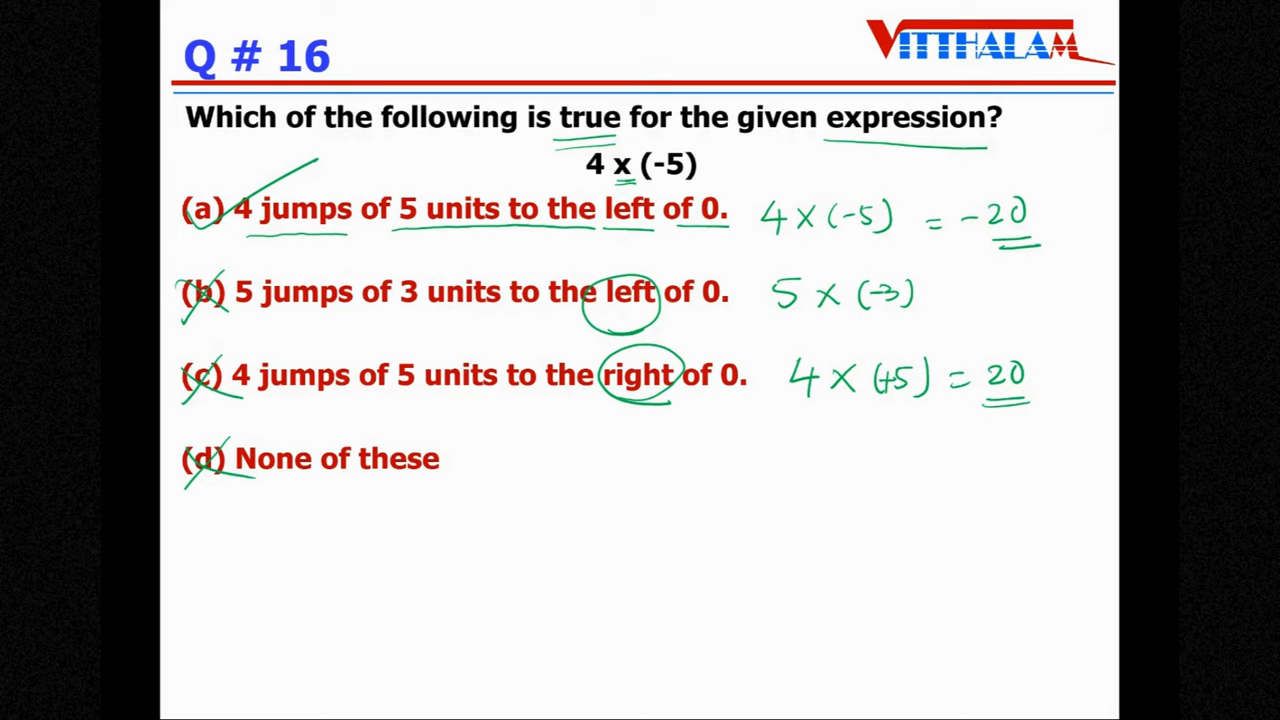 Q # 16
VITTHALAM
Which of the following is true for the given expression?
4 x (-5)
(a) 4 jumps of 5 units to the left of 0. 4 x (-5) = -20
(b) 5 jumps of 3 units to the left of 0. 5 x (-3)
(c) 4 jumps of 5 units to the right of 0. 4 x (+5) = 20
(d) None of these